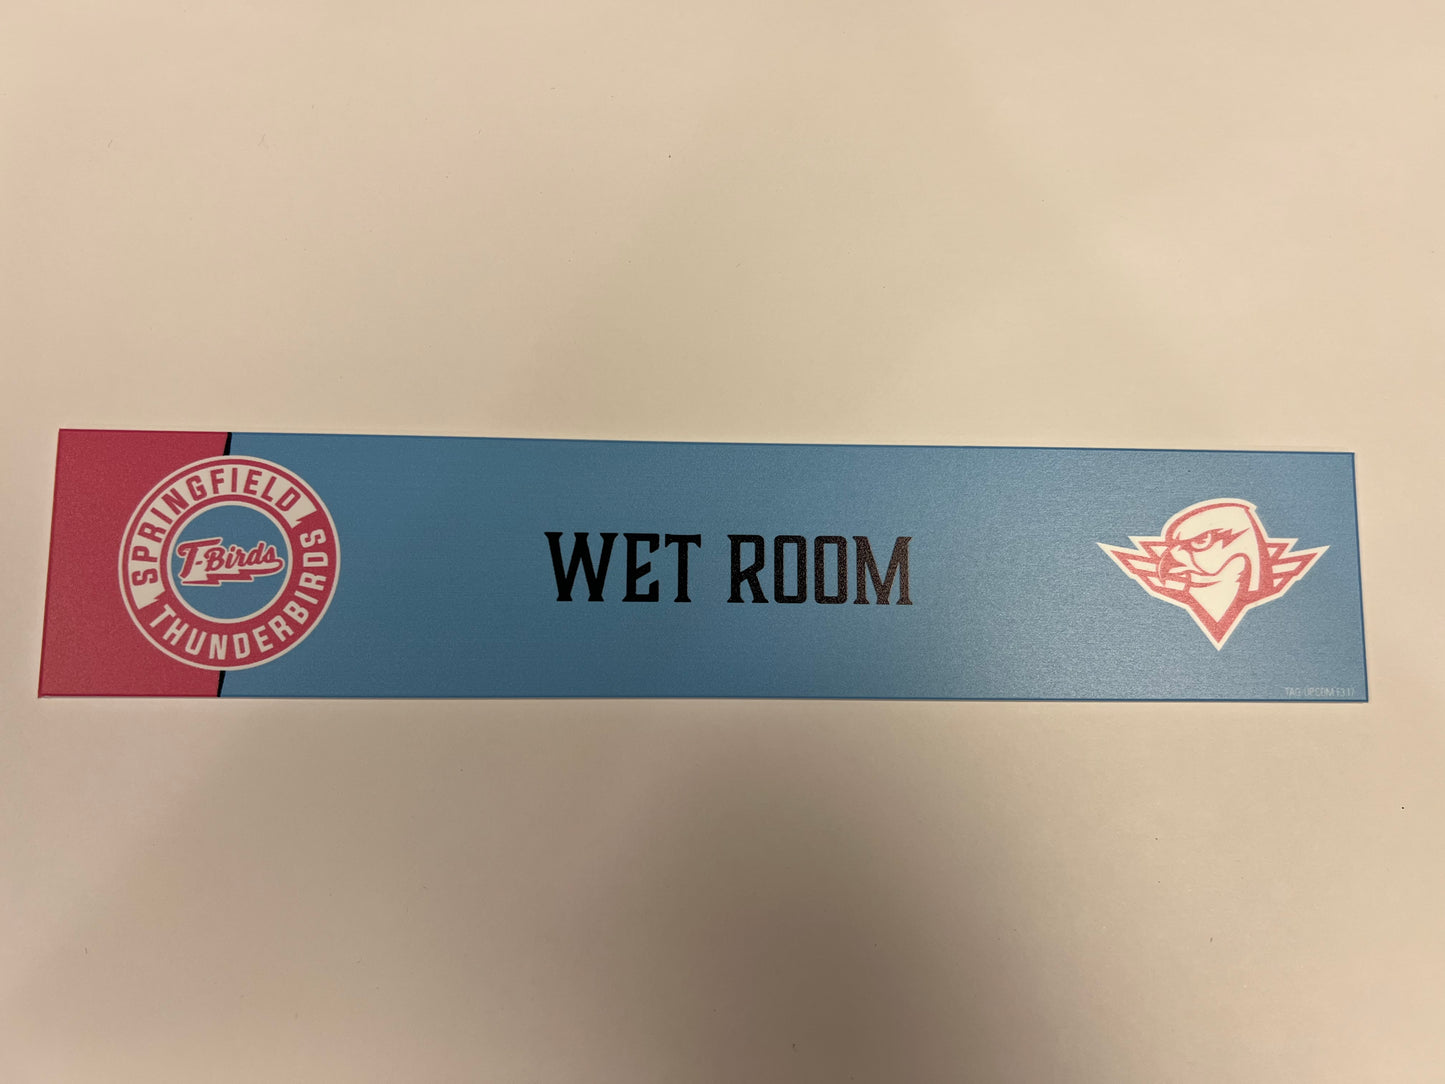 SPRINGFIELD
T-Birds
THUNDERBIRDS
WET ROOM